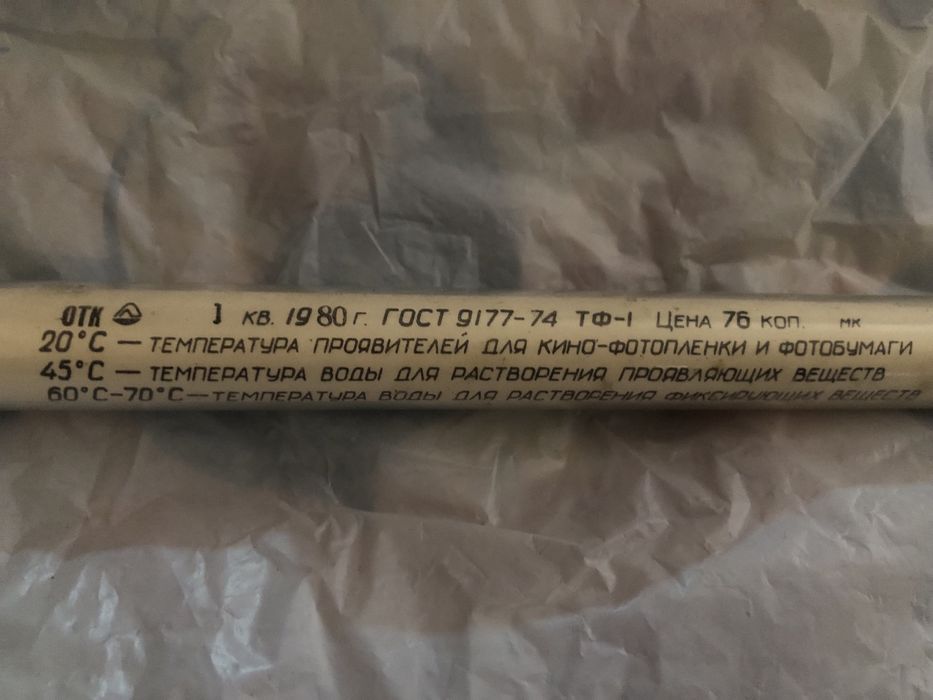 ОТК 1 кв. 1980 г. ГОСТ 9177-74 ТФ-1 Цена 76 коп. мк
20°С — ТЕМПЕРАТУРА ПРОЯВИТЕЛЕЙ ДЛЯ КИНО-ФОТОПЛЕНКИ И ФОТОБУМАГИ
45°С — ТЕМПЕРАТУРА ВОДЫ ДЛЯ РАСТВОРЕНИЯ ПРОЯВЛЯЮЩИХ ВЕЩЕСТВ
60°С-70°С — ТЕМПЕРАТУРА ВОДЫ ДЛЯ РАСТВОРЕНИЯ ФИКСИРУЮЩИХ ВЕЩЕСТВ